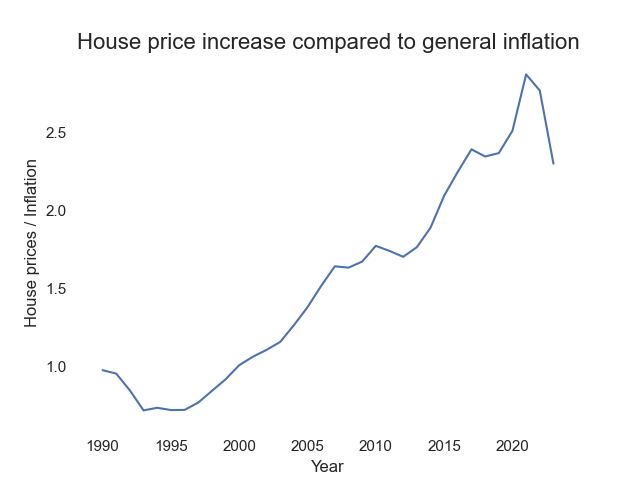 House price increase compared to general inflation
House prices / Inflation
2.5
2.0
1.5
1.0
1990 1995 2000 2005 2010 2015 2020
Year